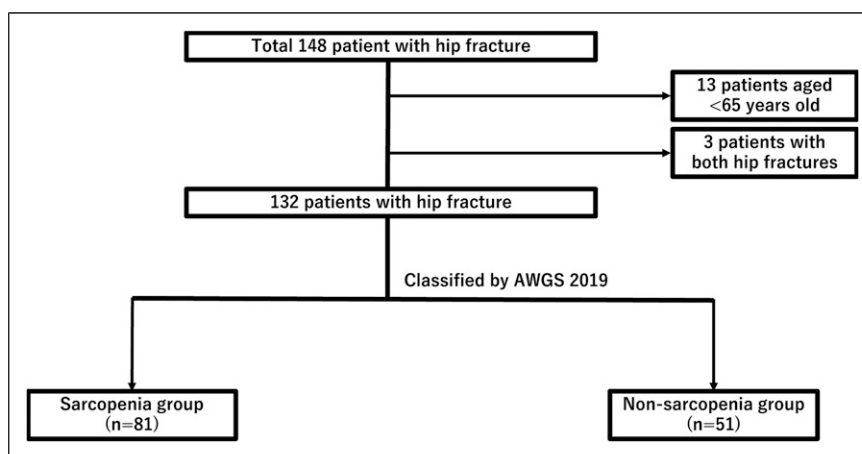 Total 148 patient with hip fracture
13 patients aged
<65 years old
3 patients with
both hip fractures
132 patients with hip fracture
Classified by AWGS 2019
Sarcopenia group
(n=81)
Non-sarcopenia group
(n=51)